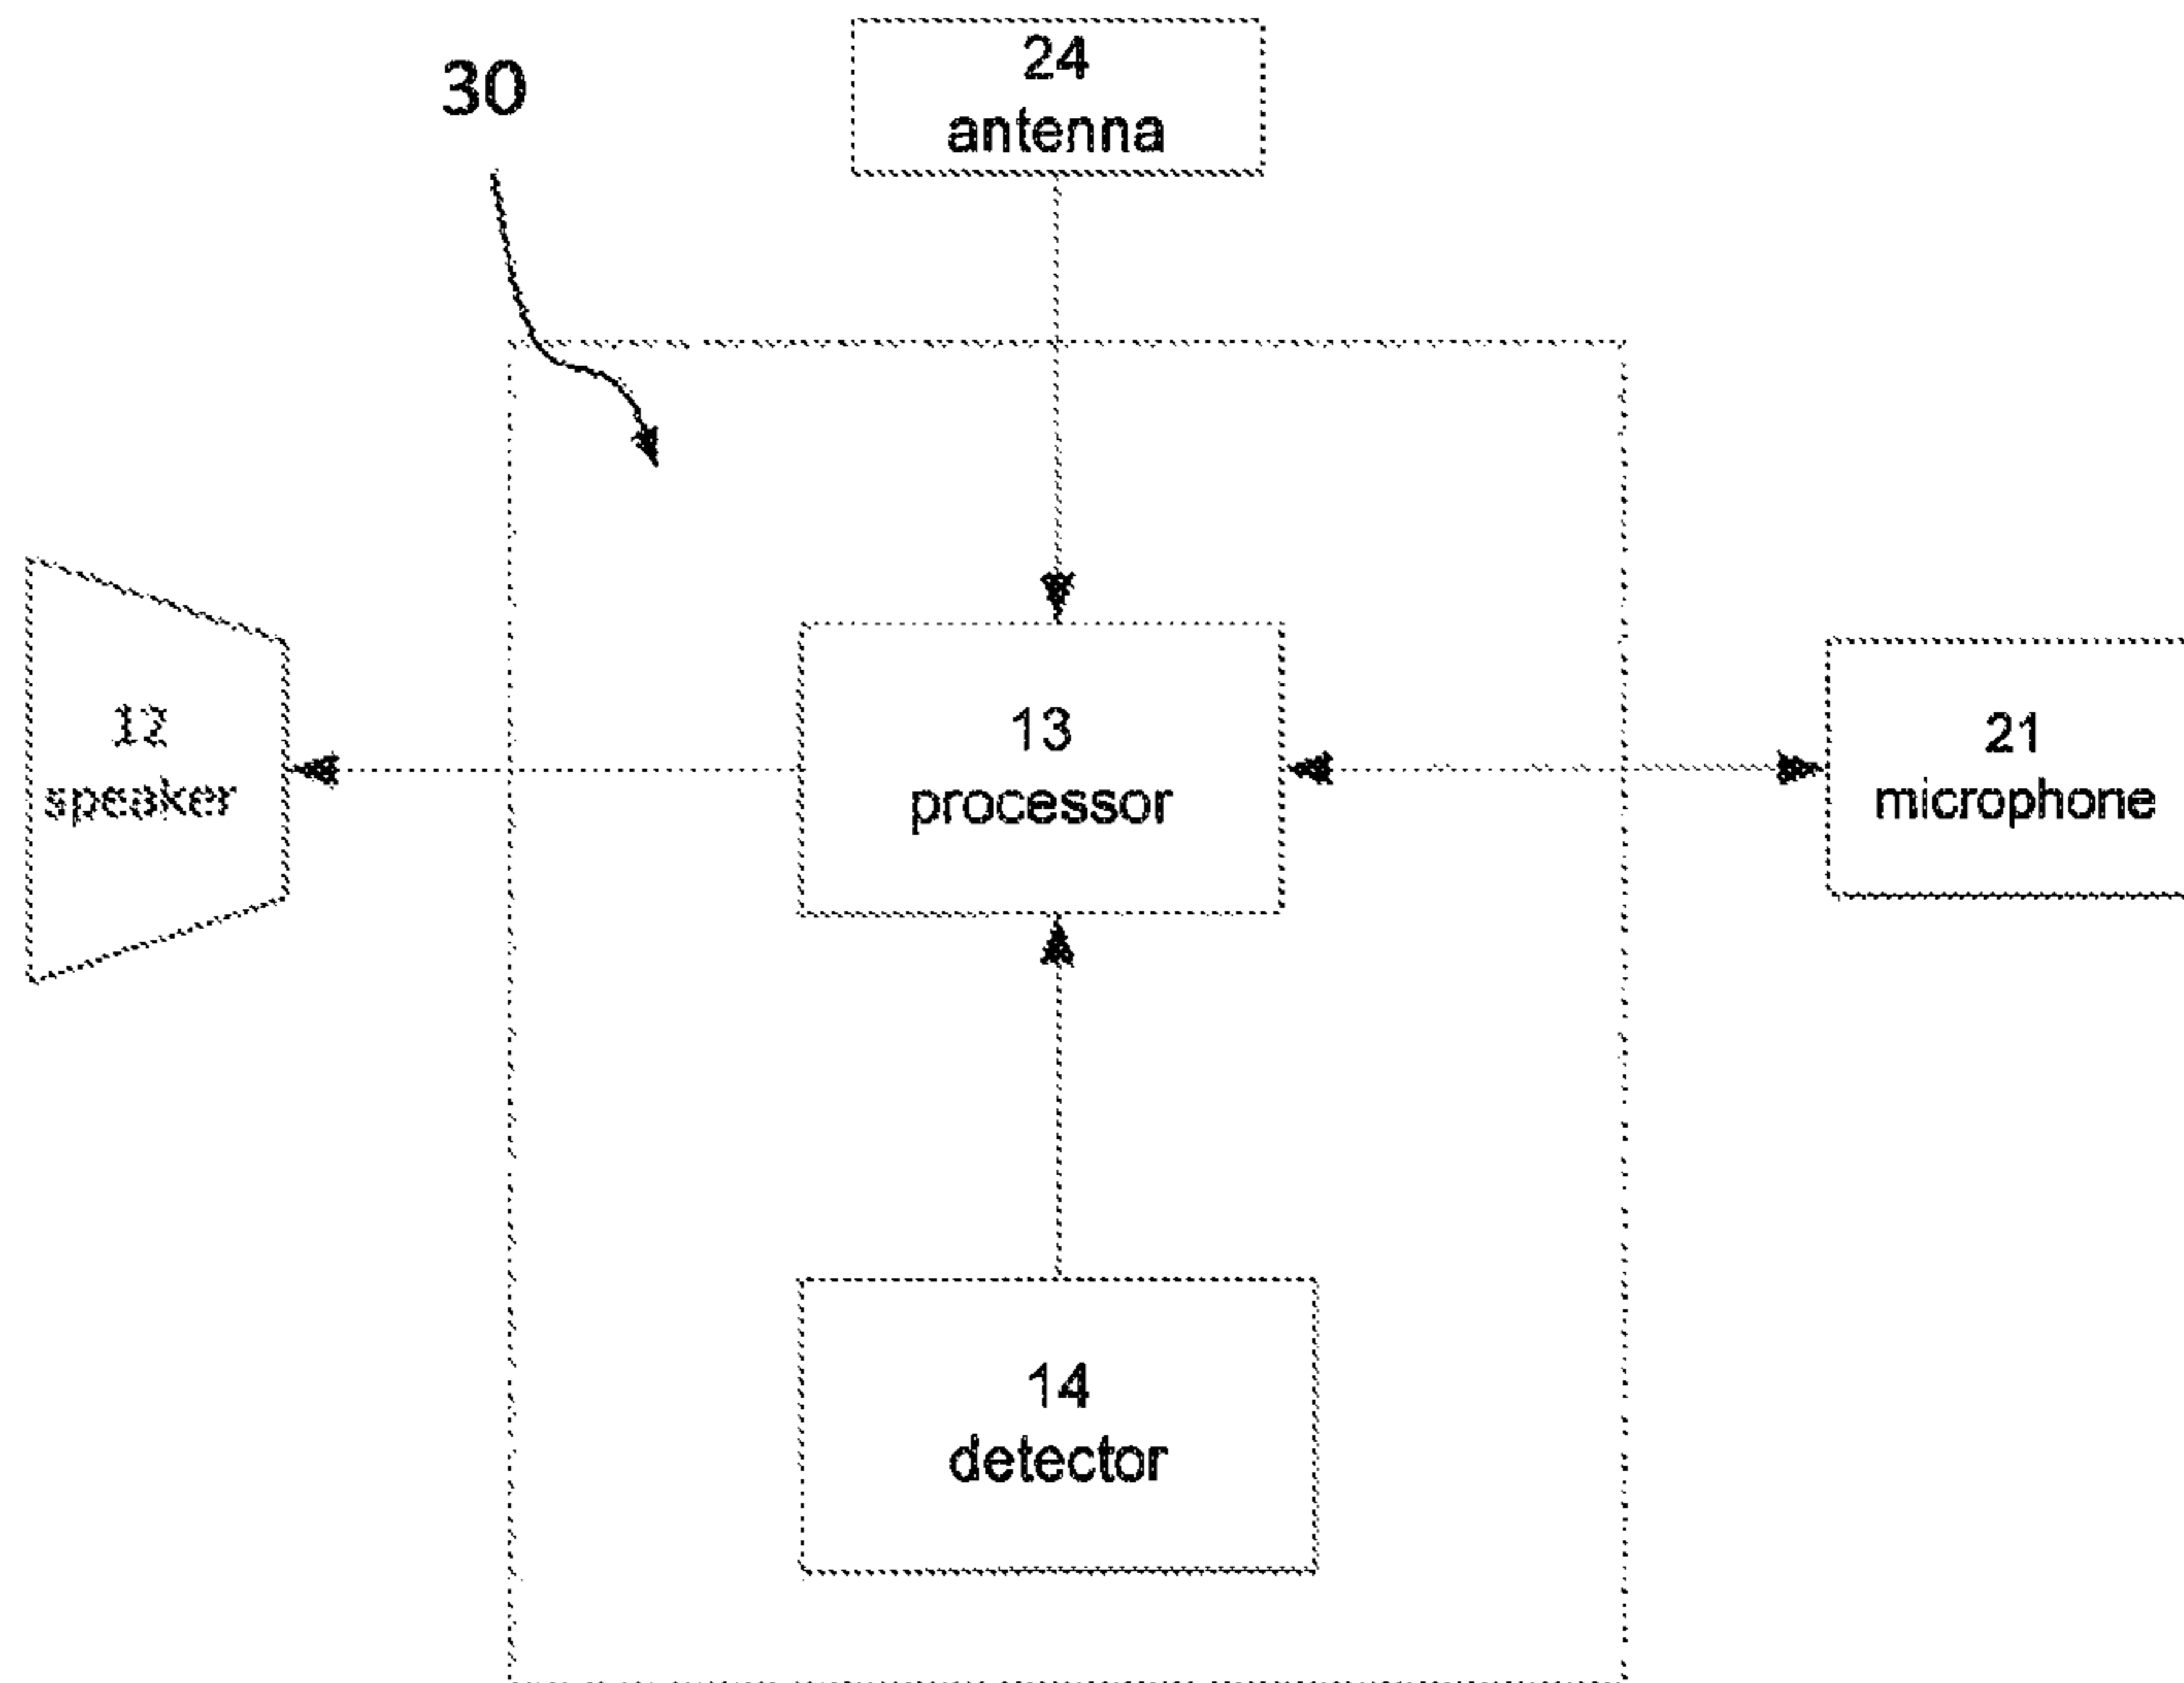 24
antenna
30
12
speaker
13
processor
21
microphone
14
detector